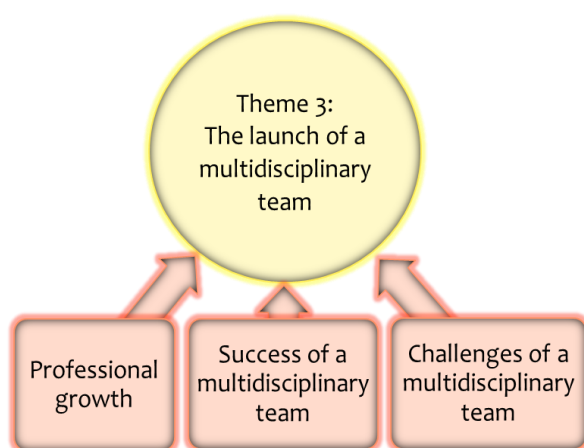 Theme 3:
The launch of a
multidisciplinary
team
Professional
growth
Success of a
multidisciplinary
team
Challenges of a
multidisciplinary
team